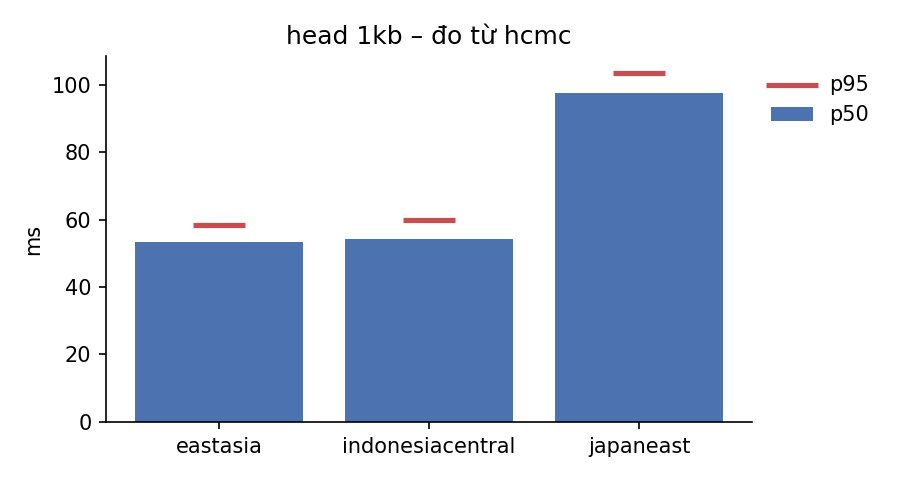 head 1kb – đo từ hcmc
p95
p50
ms
100
80
60
40
20
0
eastasia
indonesiacentral
japaneast